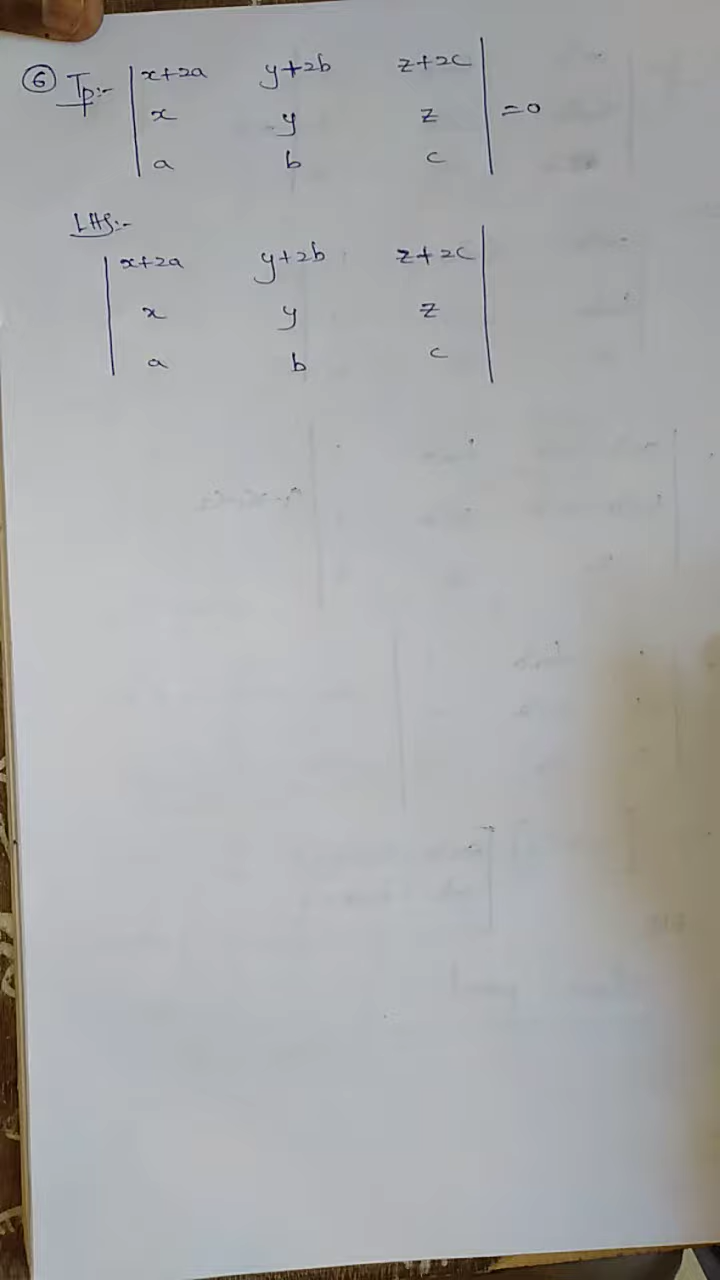 ⑥ Tp:- | x+2a y+2b z+2c |
| x y z | =0
| a b c |
LHS:-
| x+2a y+2b z+2c |
| x y z |
| a b c |